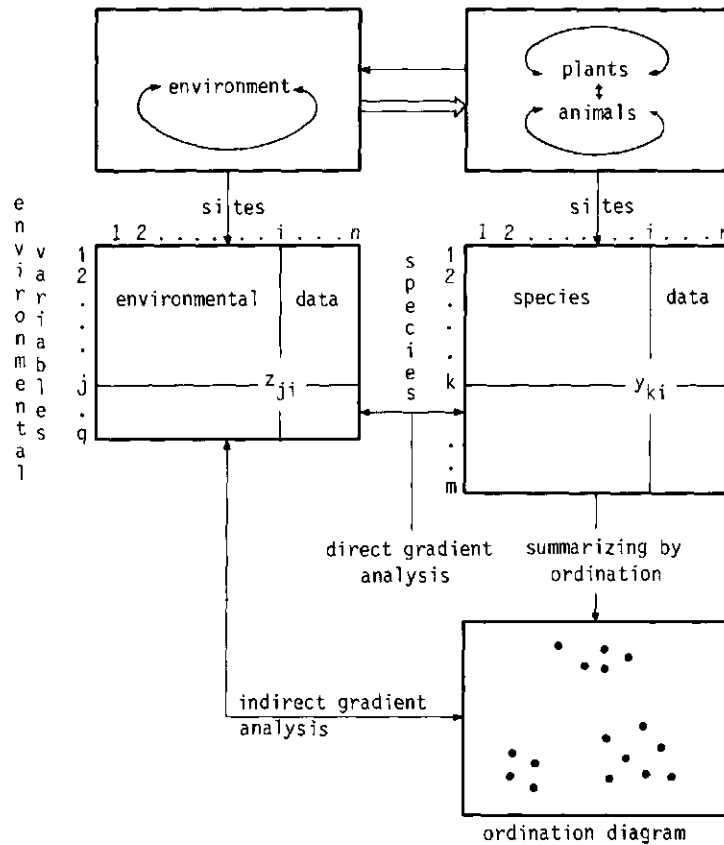 environment
plants
animals
sites
sites
1 2 . . . . . . . i . . . . n
1 2 . . . . . . . i . . . .
environmental
variables
1
2
.
.
.
j
.
q
environmental data
z_ji
species
1
2
.
.
.
k
.
.
m
species data
y_ki
direct gradient
analysis
summarizing by
ordination
indirect gradient
analysis
ordination diagram